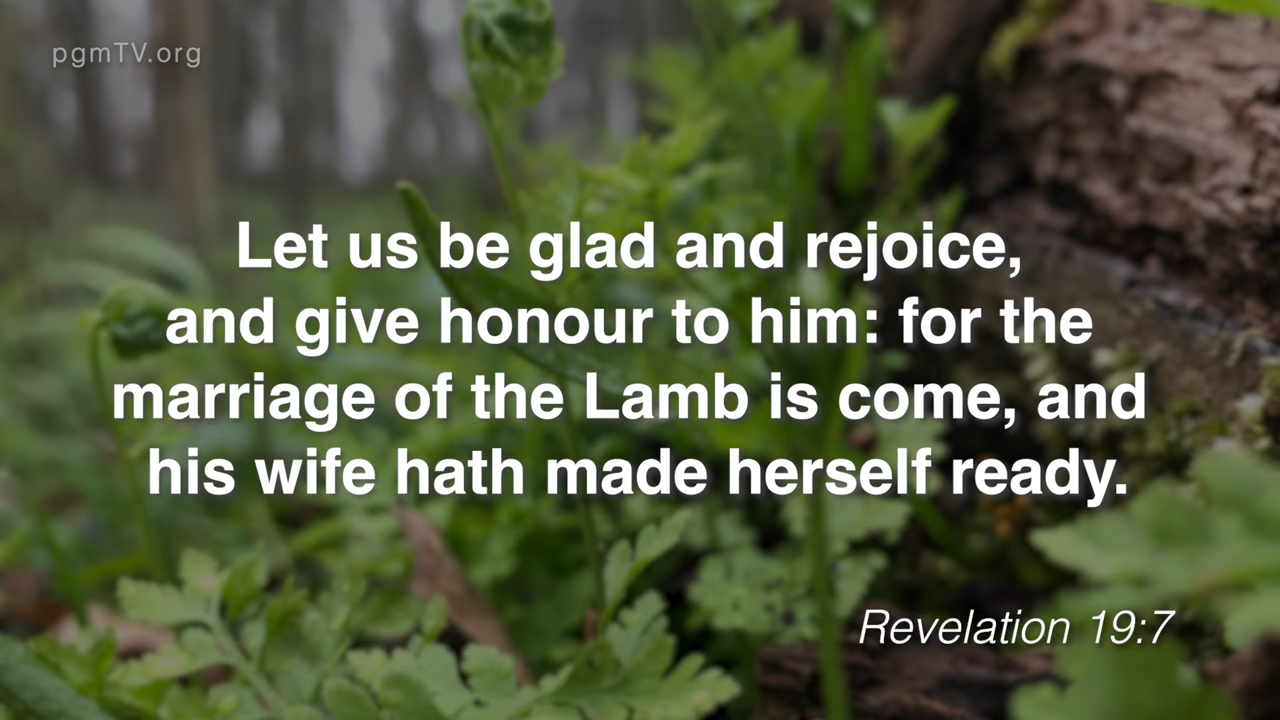 pgmTV.org
Let us be glad and rejoice,
and give honour to him: for the
marriage of the Lamb is come, and
his wife hath made herself ready.
Revelation 19:7